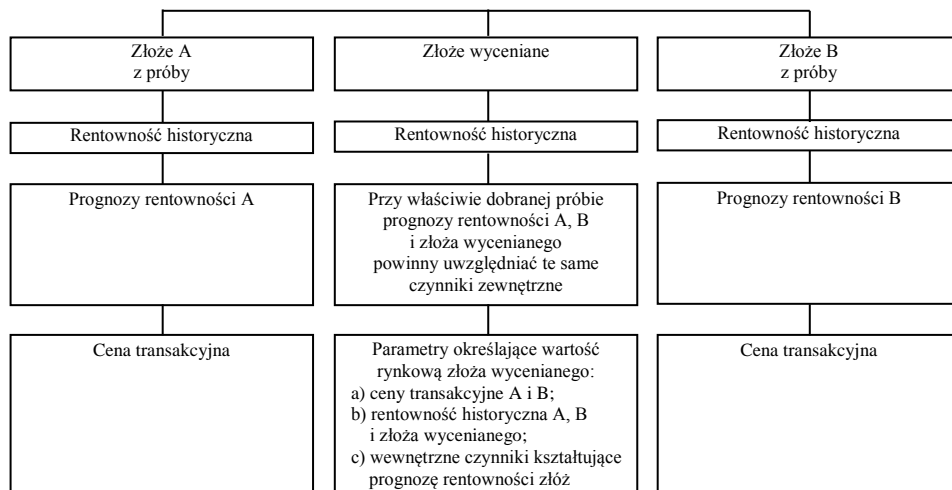 Złoże A
z próby
Złoże wyceniane
Złoże B
z próby
Rentowność historyczna
Rentowność historyczna
Rentowność historyczna
Prognozy rentowności A
Przy właściwie dobranej próbie
prognozy rentowności A, B
i złoża wycenianego
powinny uwzględniać te same
czynniki zewnętrzne
Prognozy rentowności B
Cena transakcyjna
Parametry określające wartość
rynkową złoża wycenianego:
a) ceny transakcyjne A i B;
b) rentowność historyczna A, B
i złoża wycenianego;
c) wewnętrzne czynniki kształtujące
prognozę rentowności złóż
Cena transakcyjna